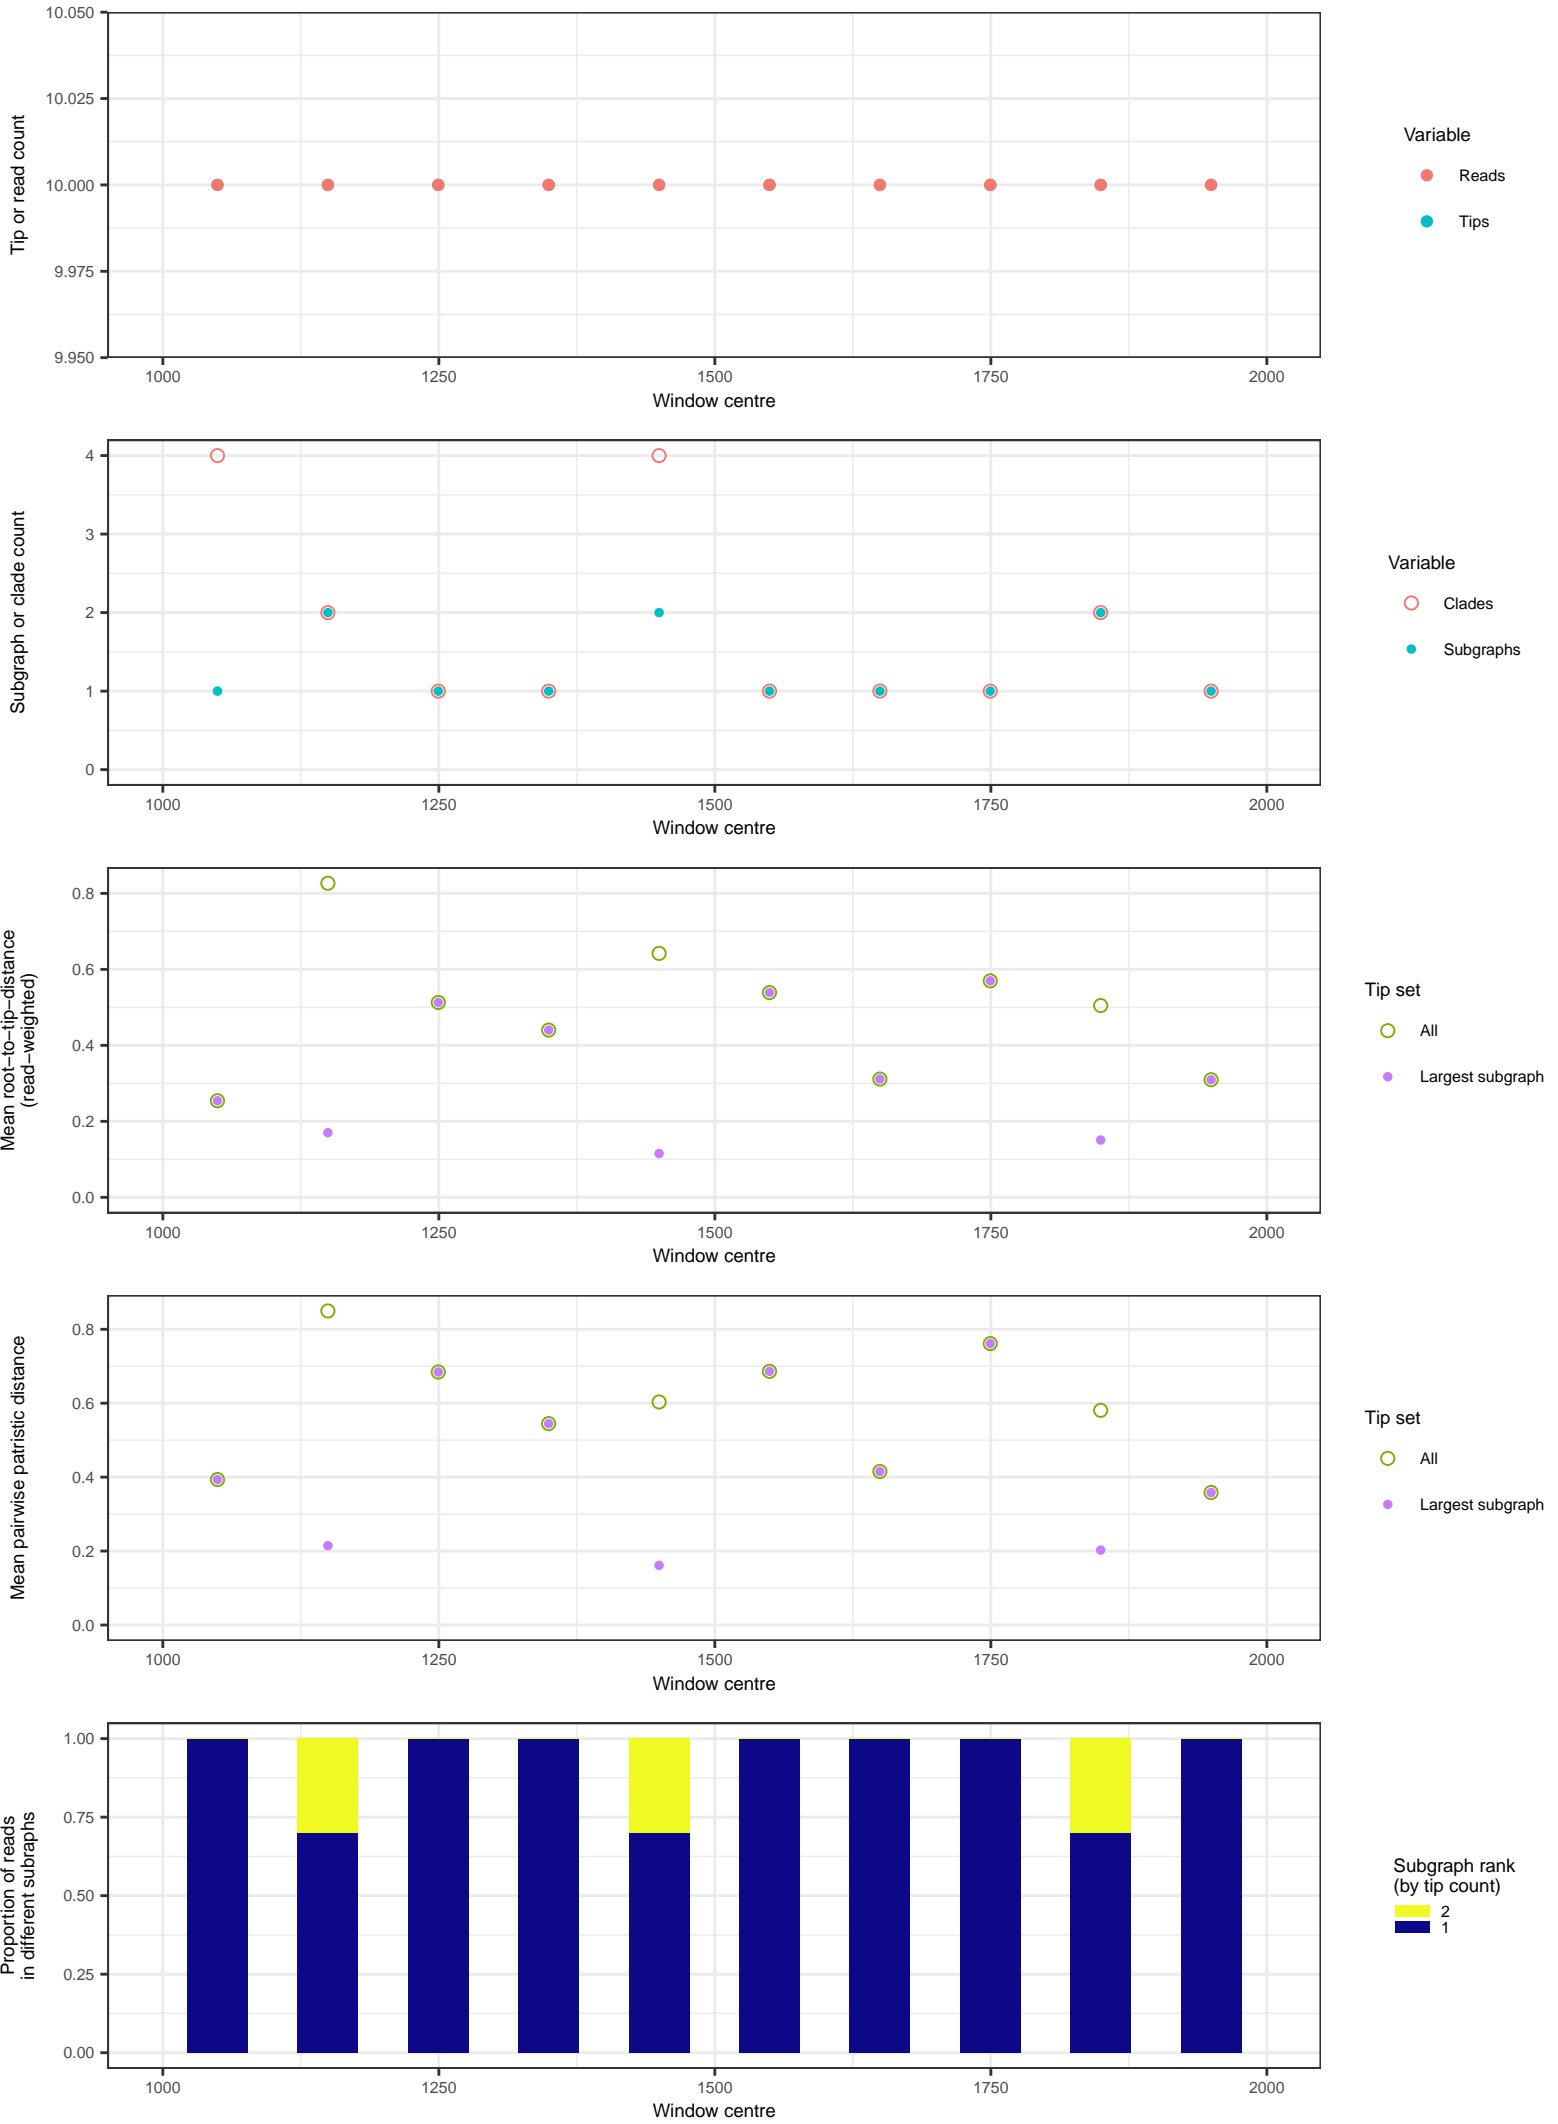 10.050
10.025
10.000
9.975
9.950
Tip or read count
1000 1250 1500 1750 2000
Window centre
Variable
Reads
Tips
4
3
2
1
0
Subgraph or clade count
1000 1250 1500 1750 2000
Window centre
Variable
Clades
Subgraphs
0.8
0.6
0.4
0.2
0.0
Mean root−to−tip−distance
(read−weighted)
1000 1250 1500 1750 2000
Window centre
Tip set
All
Largest subgraph
0.8
0.6
0.4
0.2
0.0
Mean pairwise patristic distance
1000 1250 1500 1750 2000
Window centre
Tip set
All
Largest subgraph
1.00
0.75
0.50
0.25
0.00
Proportion of reads
in different subraphs
1000 1250 1500 1750 2000
Window centre
Subgraph rank
(by tip count)
2
1